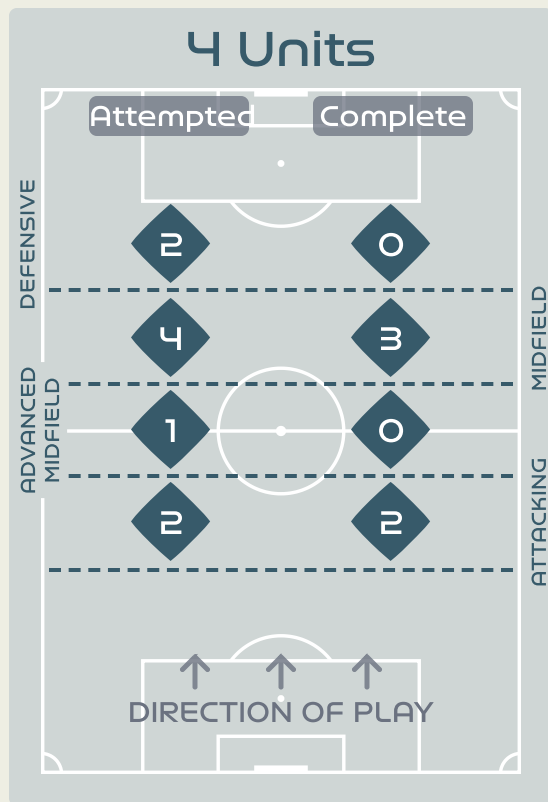 4 Units
Attempted
Complete
DEFENSIVE
2
0
MIDFIELD
4
3
ADVANCED
MIDFIELD
1
0
ATTACKING
2
2
DIRECTION OF PLAY